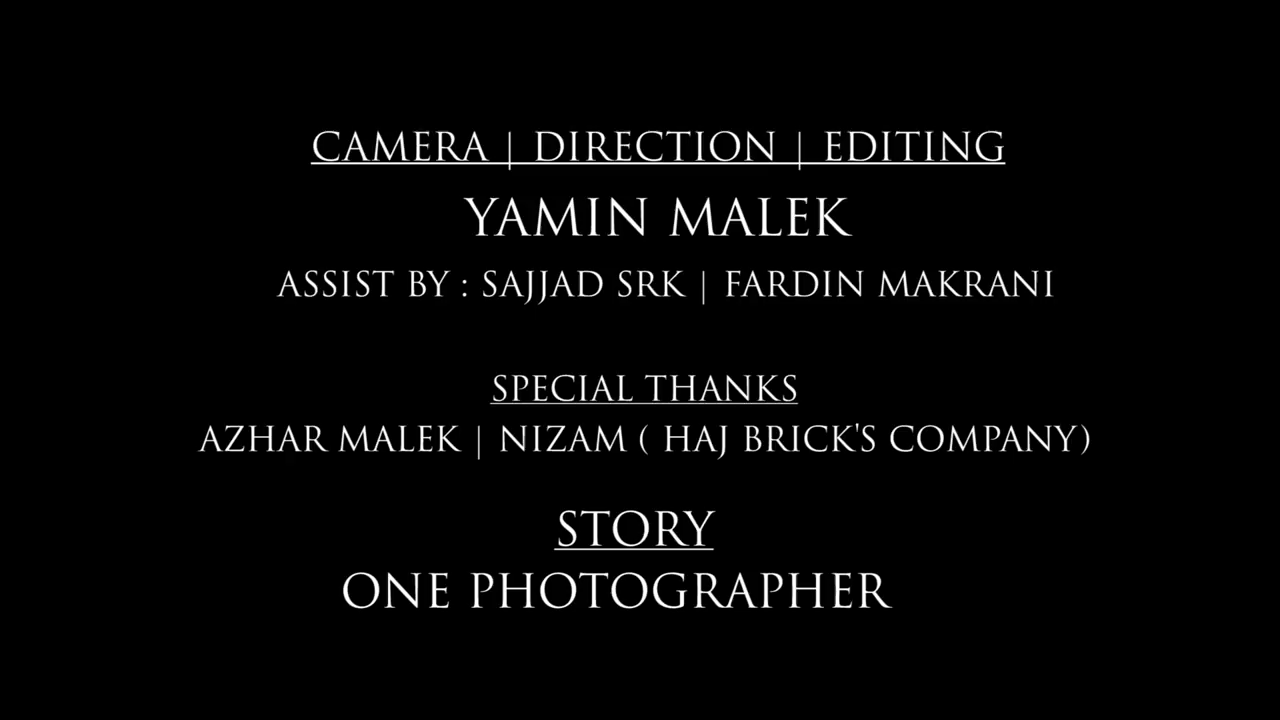 CAMERA | DIRECTION | EDITING
YAMIN MALEK
ASSIST BY : SAJJAD SRK | FARDIN MAKRANI
SPECIAL THANKS
AZHAR MALEK | NIZAM ( HAJ BRICK'S COMPANY)
STORY
ONE PHOTOGRAPHER